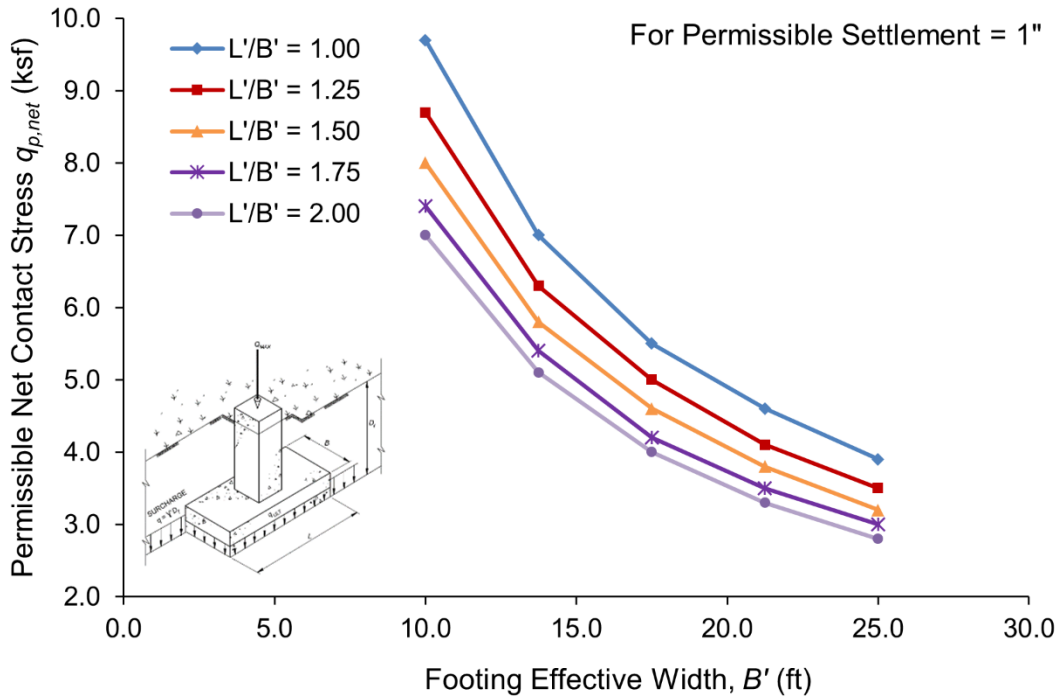 For Permissible Settlement = 1"
L'/B' = 1.00
L'/B' = 1.25
L'/B' = 1.50
L'/B' = 1.75
L'/B' = 2.00
Permissible Net Contact Stress qp,net (ksf)
10.0
9.0
8.0
7.0
6.0
5.0
4.0
3.0
2.0
0.0
5.0
10.0
15.0
20.0
25.0
30.0
Footing Effective Width, B' (ft)
SURCHARGE
B
L